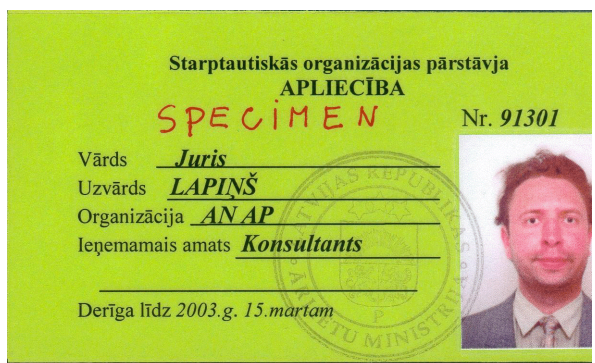 Starptautiskās organizācijas pārstāvja
APLIECĪBA
SPECIMEN
Nr. 91301
Vārds Juris
Uzvārds LAPIŅŠ
Organizācija AN AP
Ieņemamais amats Konsultants
Derīga līdz 2003.g. 15.martam
LATVIJAS REPUBLIKAS
ĀRLIETU MINISTRIJA
P